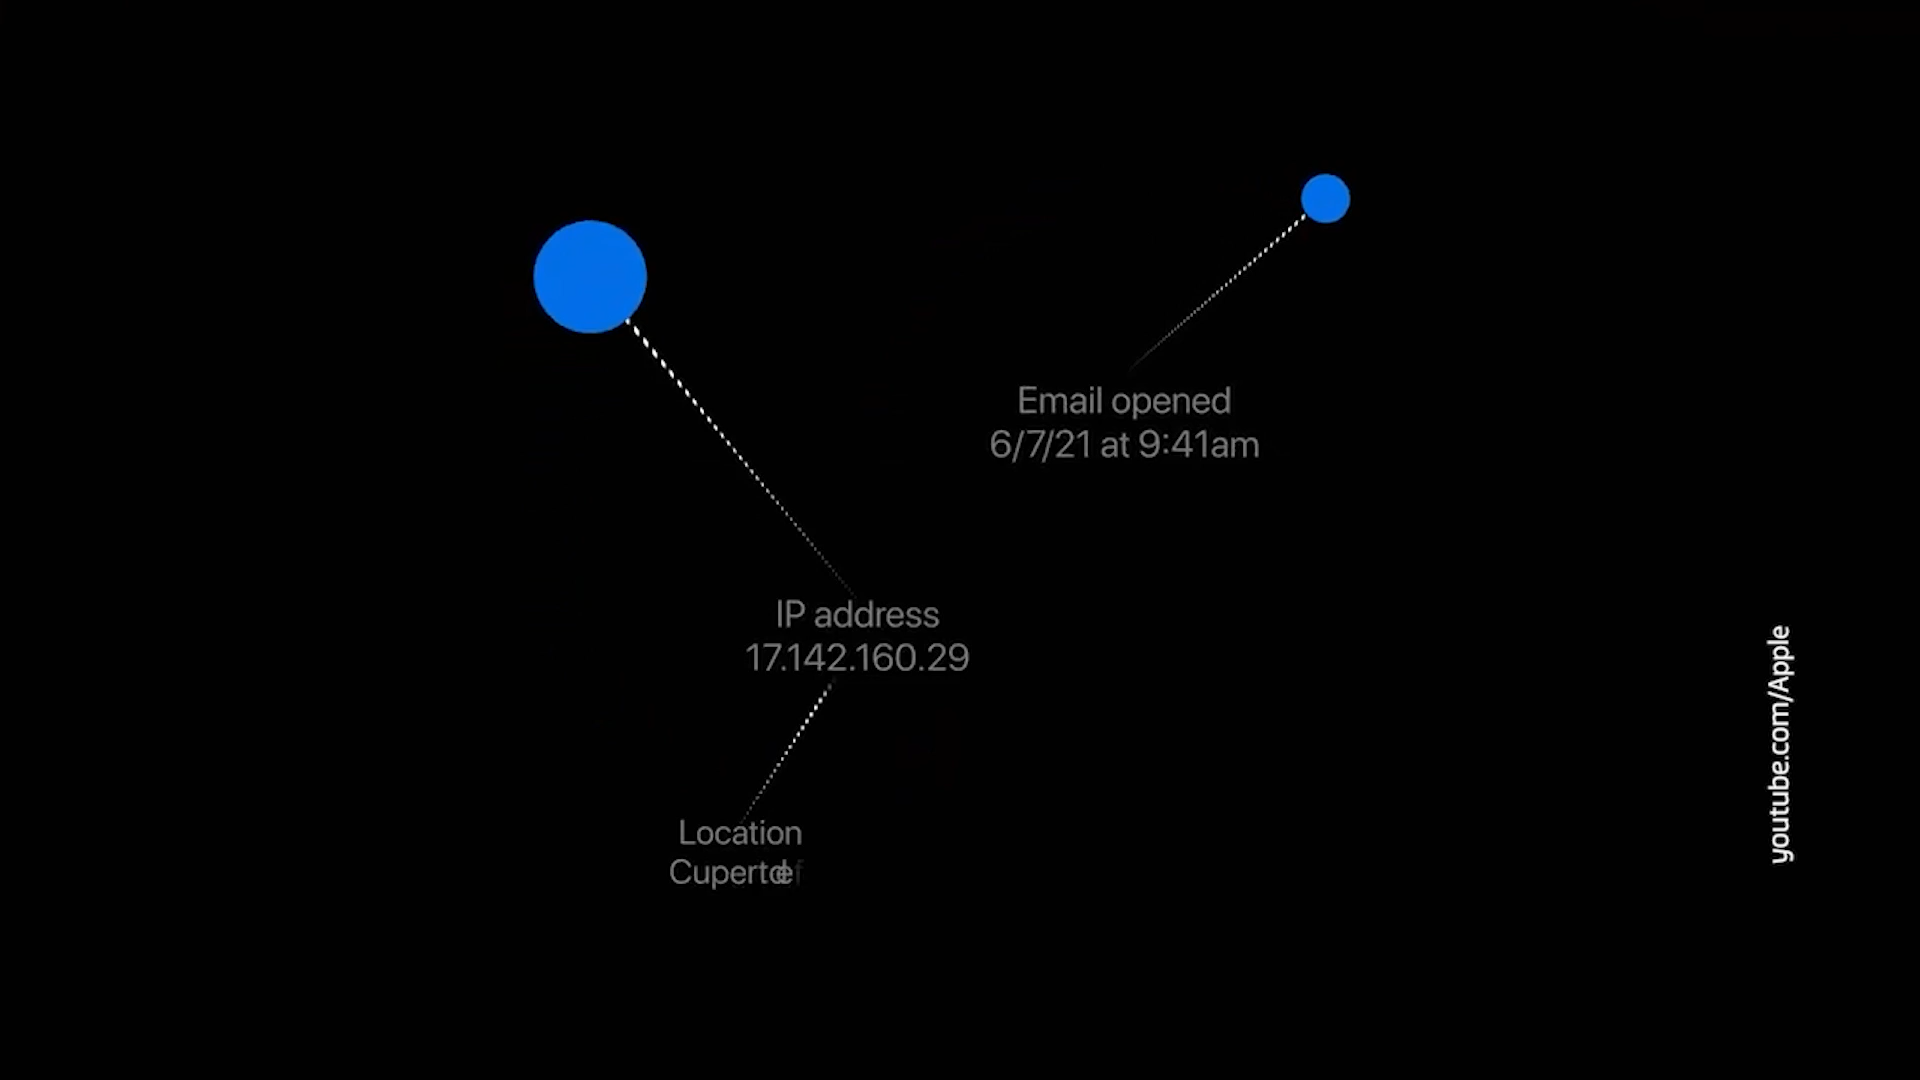 Email opened
6/7/21 at 9:41am
IP address
17.142.160.29
Location
youtube.com/Apple